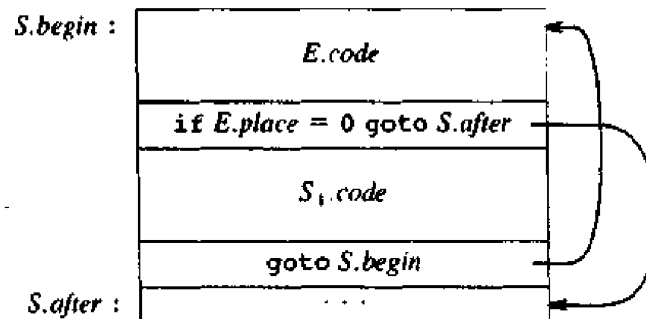 S.begin :
E.code
if E.place = 0 goto S.after
S₁.code
goto S.begin
S.after : . . .